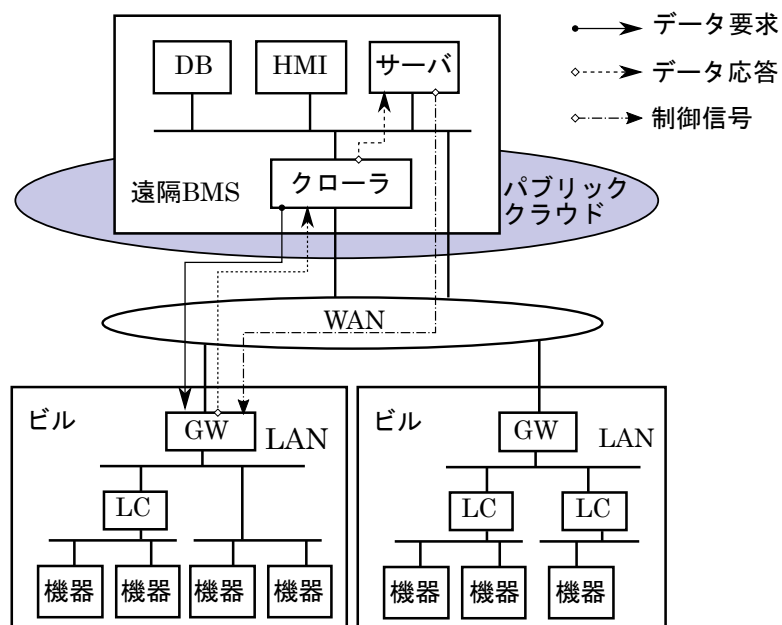 データ要求
データ応答
制御信号
DB
HMI
サーバ
クローラ
遠隔BMS
パブリック
クラウド
WAN
ビル
GW
LAN
LC
機器
機器
機器
機器
ビル
GW
LAN
LC
LC
機器
機器
機器